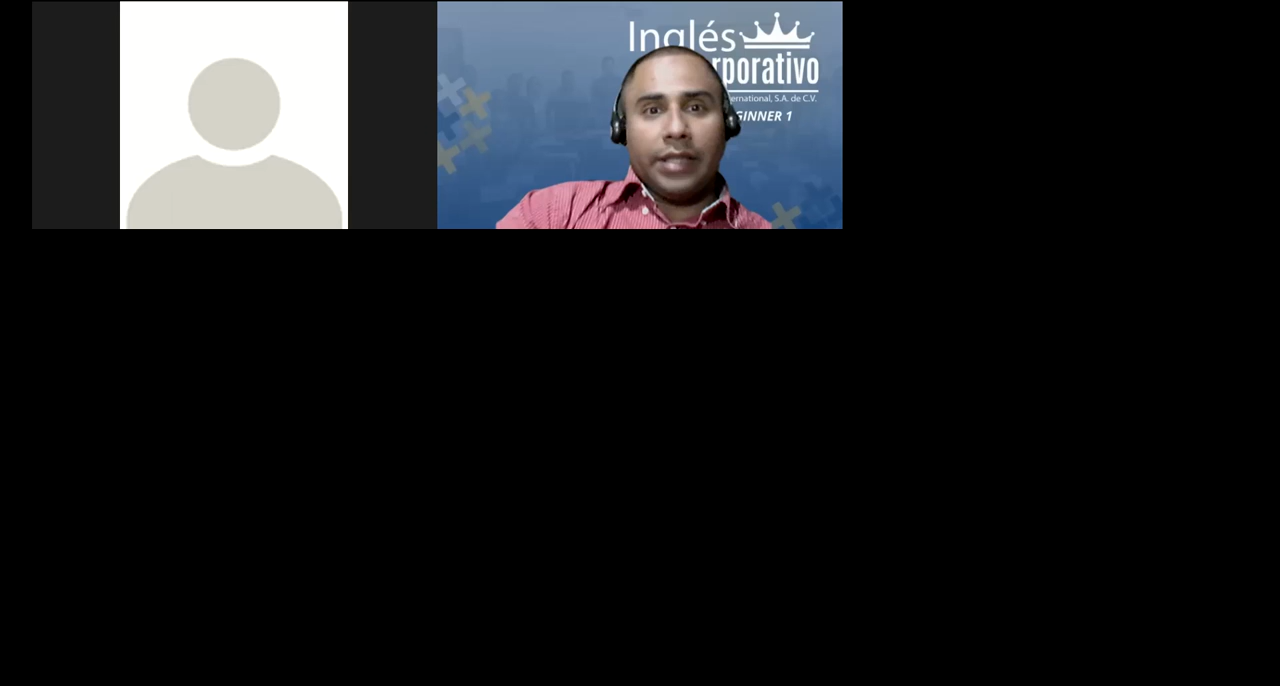 Inglés
rporativo
ernational, S.A. de C.V.
GINNER 1